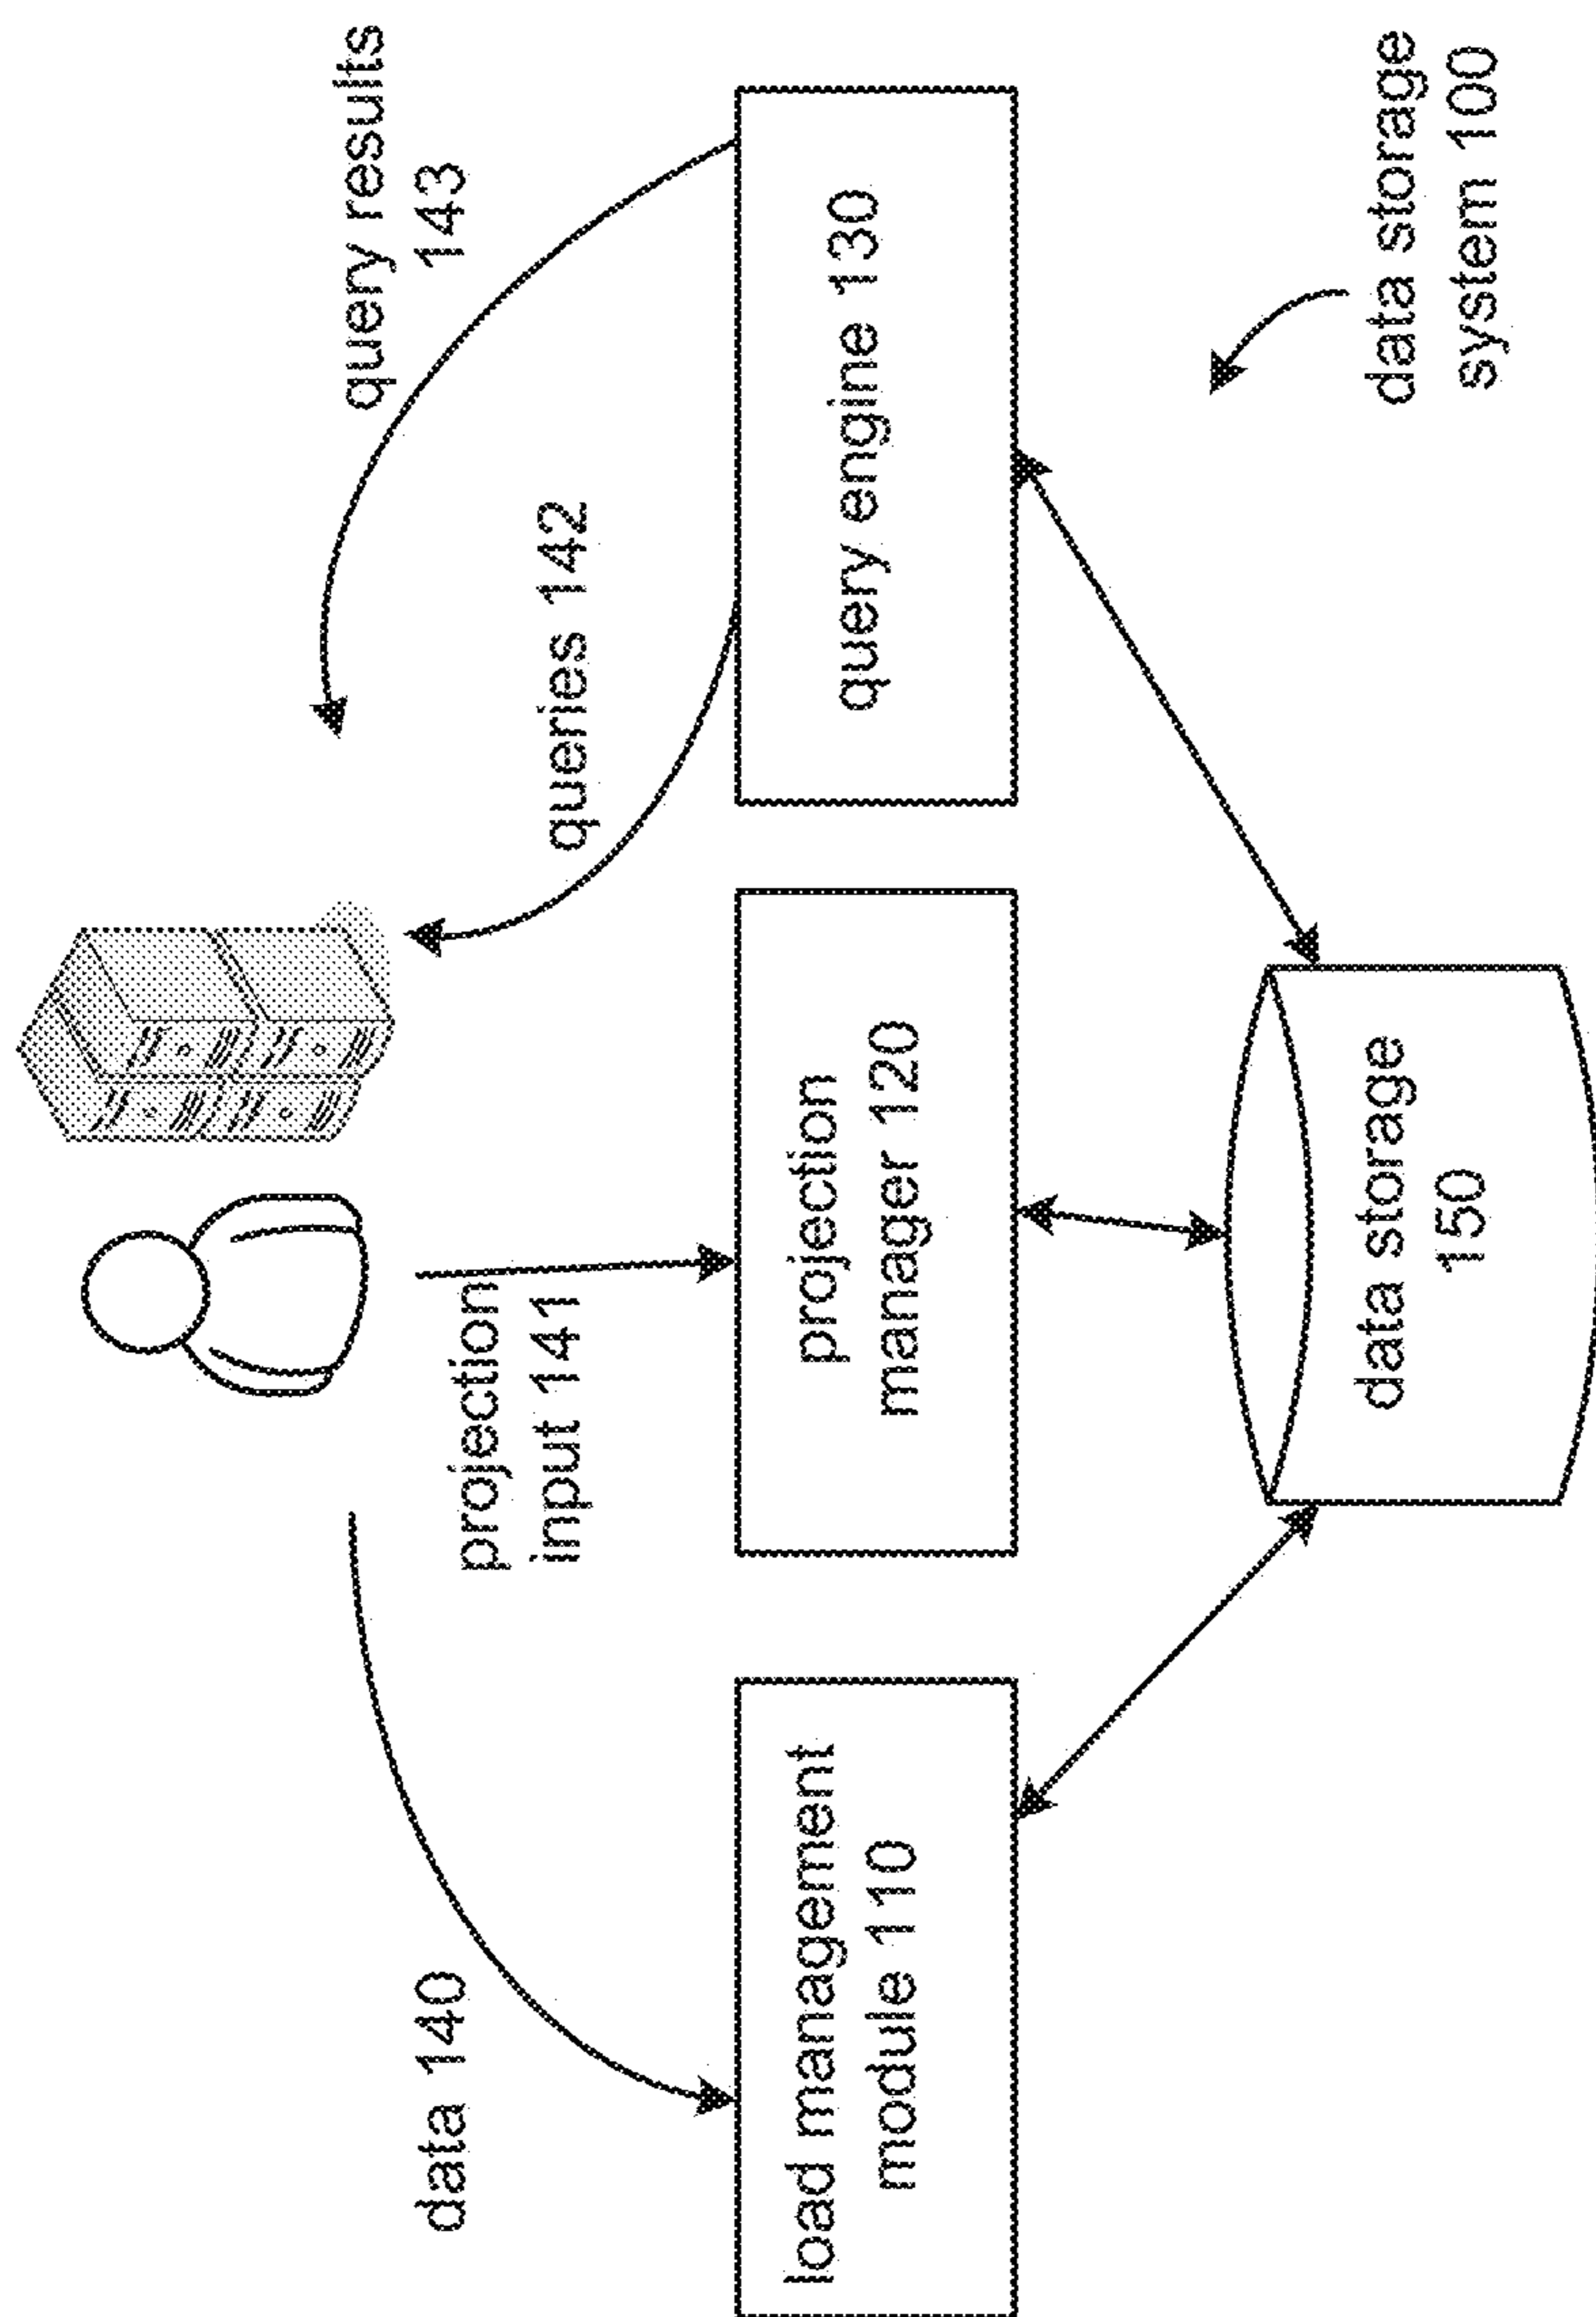 data 140
projection
input 141
queries 142
query results
143
load management
module 110
projection
manager 120
query engine 130
data storage
150
data storage
system 100